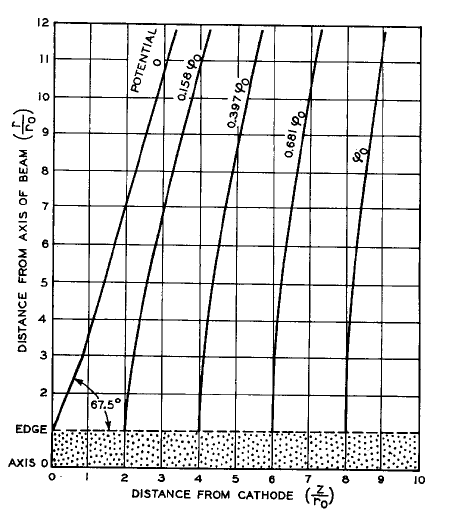 12
11
10
9
8
7
6
5
4
3
2
EDGE
AXIS 0
DISTANCE FROM AXIS OF BEAM (r/r₀)
POTENTIAL
0
0.158 φ₀
0.397 φ₀
0.681 φ₀
φ₀
67.5°
0 1 2 3 4 5 6 7 8 9 10
DISTANCE FROM CATHODE (z/r₀)